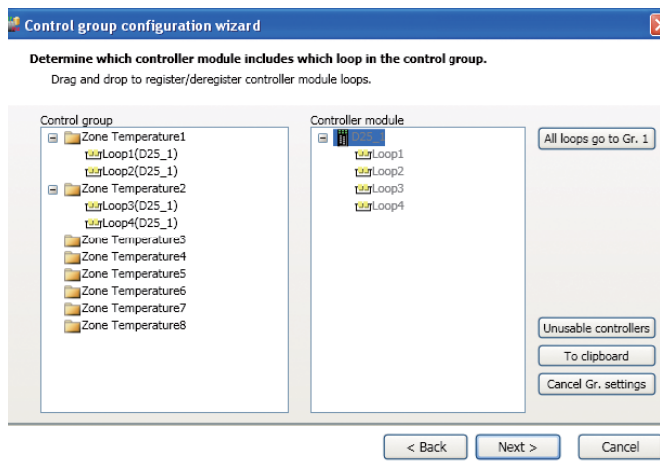 Control group configuration wizard
Determine which controller module includes which loop in the control group.
Drag and drop to register/deregister controller module loops.
Control group
Zone Temperature1
Loop1(D25_1)
Loop2(D25_1)
Zone Temperature2
Loop3(D25_1)
Loop4(D25_1)
Zone Temperature3
Zone Temperature4
Zone Temperature5
Zone Temperature6
Zone Temperature7
Zone Temperature8
Controller module
D25_1
Loop1
Loop2
Loop3
Loop4
All loops go to Gr. 1
Unusable controllers
To clipboard
Cancel Gr. settings
< Back
Next >
Cancel